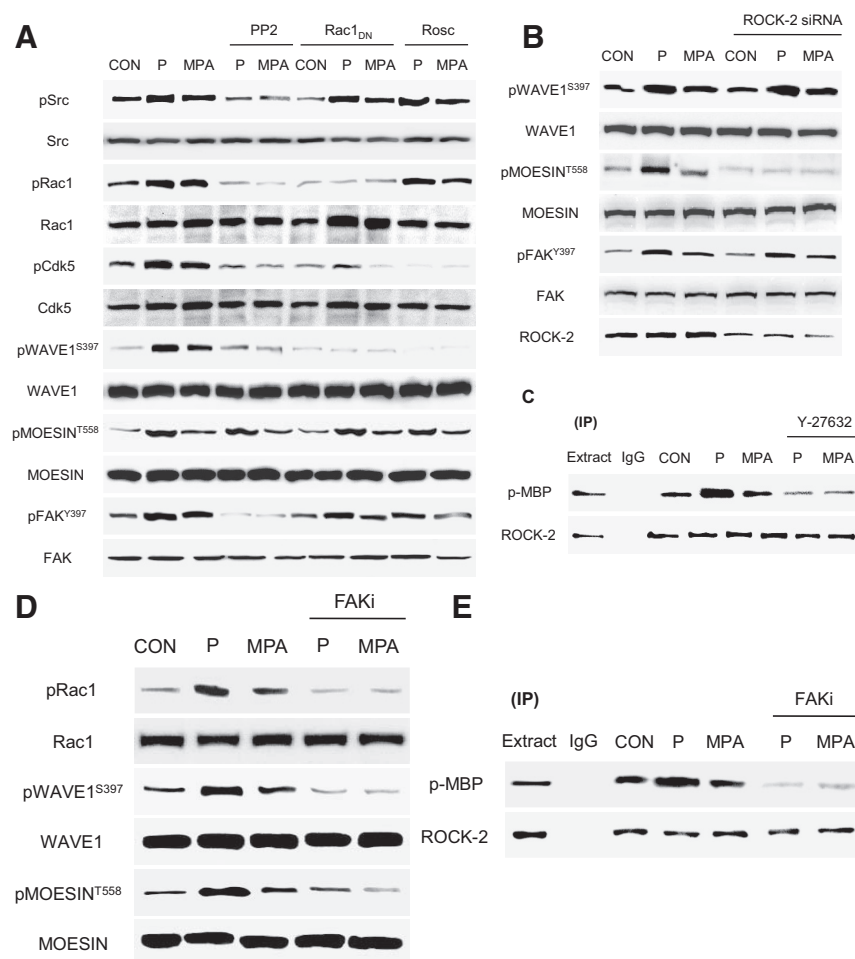 A
PP2 Rac1DN Rosc
CON P MPA P MPA CON P MPA P MPA
pSrc
Src
pRac1
Rac1
pCdk5
Cdk5
pWAVE1S397
WAVE1
pMOESINT558
MOESIN
pFAKY397
FAK
B
ROCK-2 siRNA
CON P MPA CON P MPA
pWAVE1S397
WAVE1
pMOESINT558
MOESIN
pFAKY397
FAK
ROCK-2
C
(IP) Y-27632
Extract IgG CON P MPA P MPA
p-MBP
ROCK-2
D
FAKi
CON P MPA P MPA
pRac1
Rac1
pWAVE1S397
WAVE1
pMOESINT558
MOESIN
E
(IP) FAKi
Extract IgG CON P MPA P MPA
p-MBP
ROCK-2